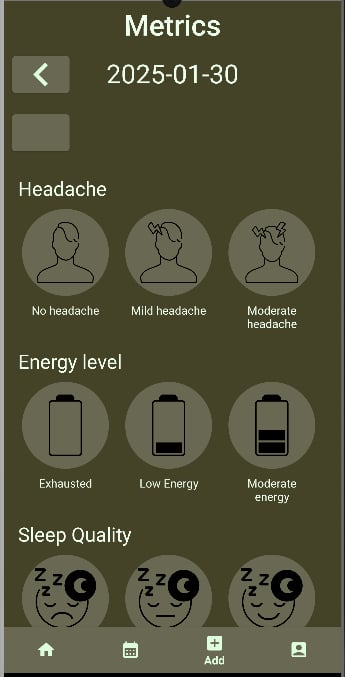 Metrics
2025-01-30
Headache
No headache
Mild headache
Moderate
headache
Energy level
Exhausted
Low Energy
Moderate
energy
Sleep Quality
Z Z Z
Z Z Z
Z Z Z
Add